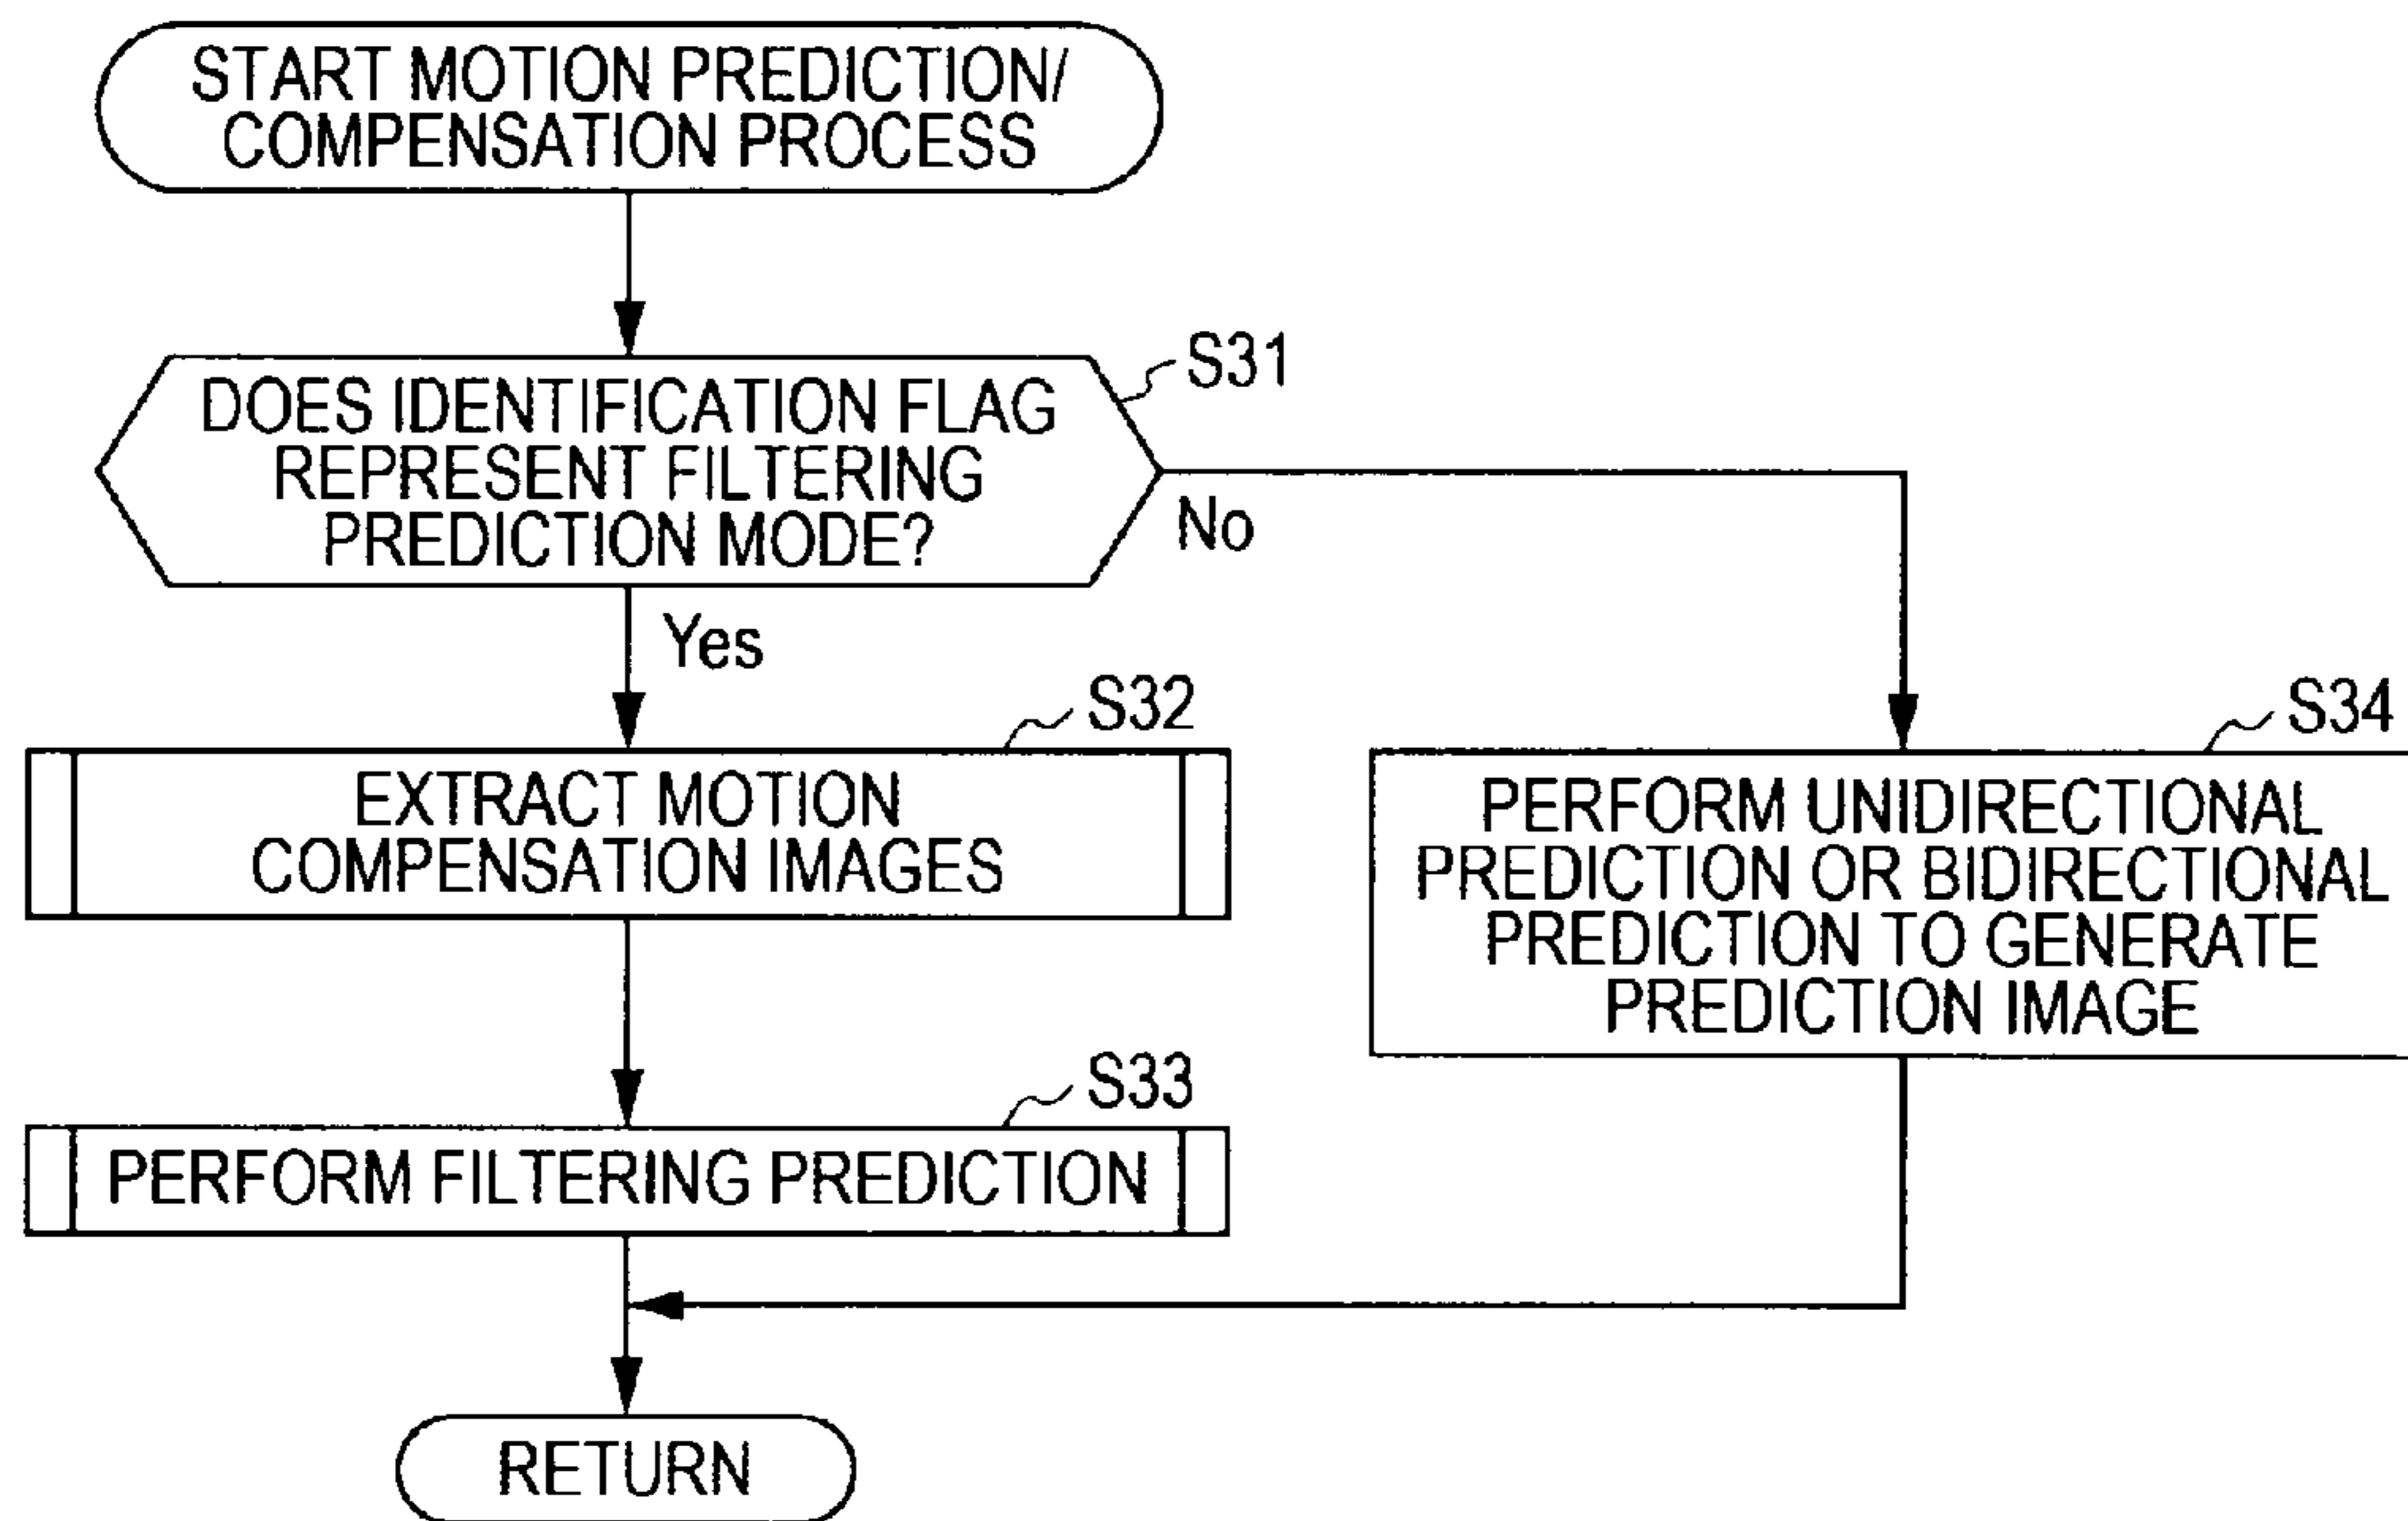 START MOTION PREDICTION/
COMPENSATION PROCESS
S31
DOES IDENTIFICATION FLAG
REPRESENT FILTERING
PREDICTION MODE?
No
Yes
S32
EXTRACT MOTION
COMPENSATION IMAGES
S34
PERFORM UNIDIRECTIONAL
PREDICTION OR BIDIRECTIONAL
PREDICTION TO GENERATE
PREDICTION IMAGE
S33
PERFORM FILTERING PREDICTION
RETURN